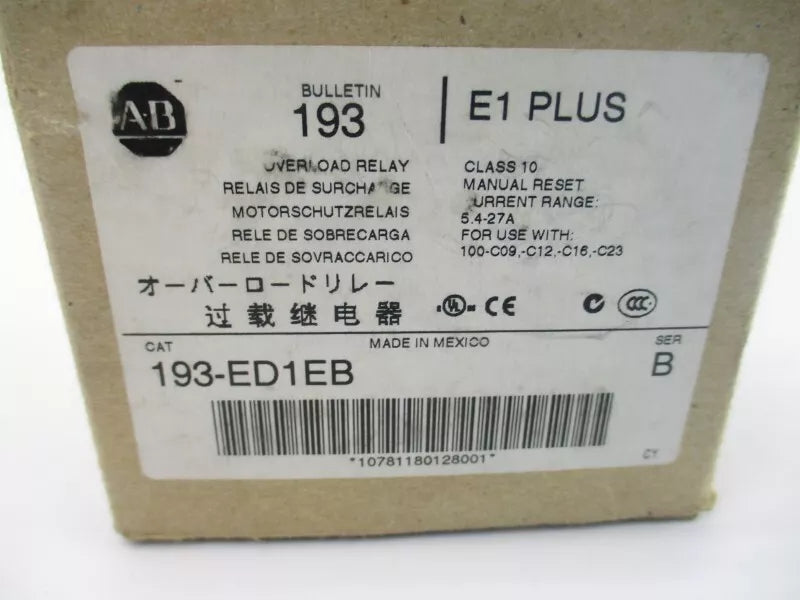 AB
BULLETIN
193
E1 PLUS
OVERLOAD RELAY
RELAIS DE SURCHARGE
MOTORSCHUTZRELAIS
RELE DE SOBRECARGA
RELE DE SOVRACCARICO
オーバーロードリレー
过载继电器
CLASS 10
MANUAL RESET
CURRENT RANGE:
5.4-27A
FOR USE WITH:
100-C09,-C12,-C16,-C23
UL CE CCC
MADE IN MEXICO
CAT
193-ED1EB
SER
B
*10781180128001*
CY